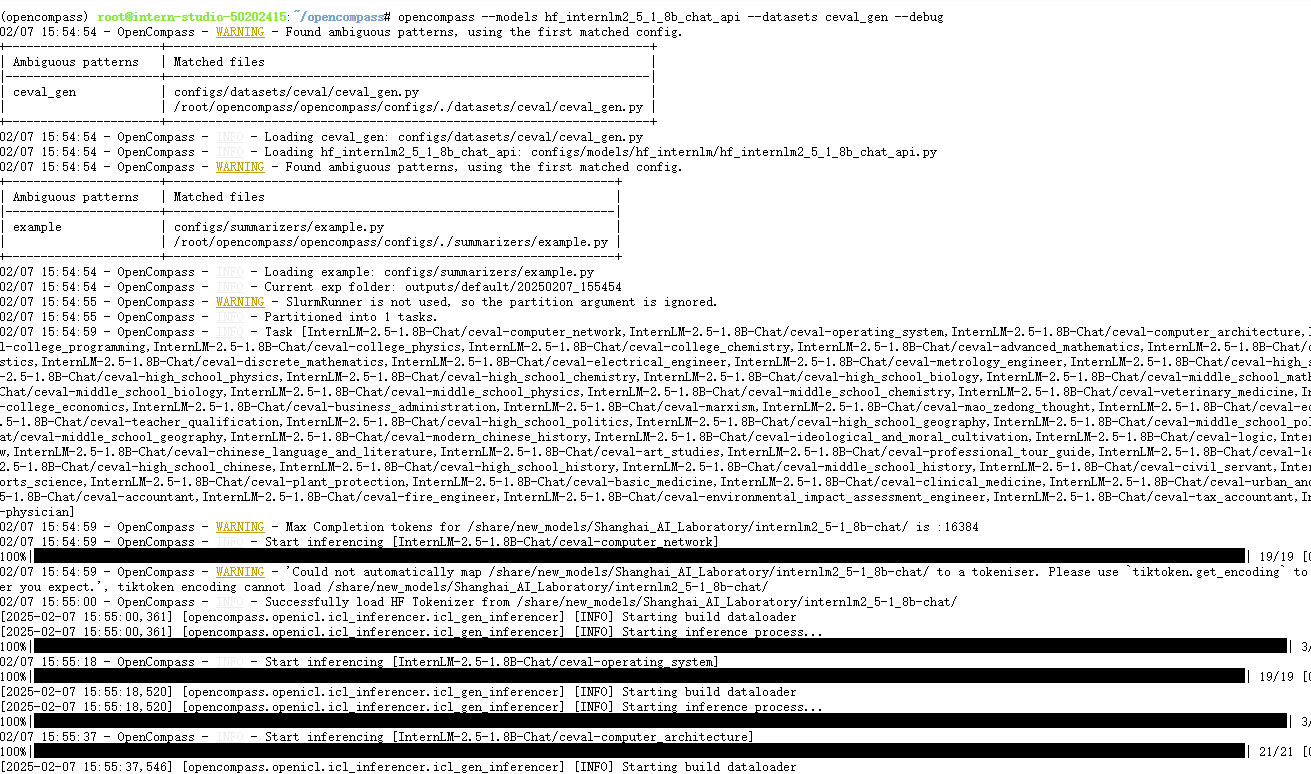 (opencompass) root@intern-studio-50202415:~/opencompass# opencompass --models hf_internlm2_5_1_8b_chat_api --datasets ceval_gen --debug
02/07 15:54:54 - OpenCompass - WARNING - Found ambiguous patterns, using the first matched config.
| Ambiguous patterns | Matched files |
| ceval_gen | configs/datasets/ceval/ceval_gen.py |
| | /root/opencompass/opencompass/configs/./datasets/ceval/ceval_gen.py |
02/07 15:54:54 - OpenCompass - INFO - Loading ceval_gen: configs/datasets/ceval/ceval_gen.py
02/07 15:54:54 - OpenCompass - INFO - Loading hf_internlm2_5_1_8b_chat_api: configs/models/hf_internlm/hf_internlm2_5_1_8b_chat_api.py
02/07 15:54:54 - OpenCompass - WARNING - Found ambiguous patterns, using the first matched config.
| Ambiguous patterns | Matched files |
| example | configs/summarizers/example.py |
| | /root/opencompass/opencompass/configs/./summarizers/example.py |
02/07 15:54:54 - OpenCompass - INFO - Loading example: configs/summarizers/example.py
02/07 15:54:54 - OpenCompass - INFO - Current exp folder: outputs/default/20250207_155454
02/07 15:54:55 - OpenCompass - WARNING - SlurmRunner is not used, so the partition argument is ignored.
02/07 15:54:55 - OpenCompass - INFO - Partitioned into 1 tasks.
02/07 15:54:59 - OpenCompass - INFO - Task [InternLM-2.5-1.8B-Chat/ceval-computer_network,InternLM-2.5-1.8B-Chat/ceval-operating_system,InternLM-2.5-1.8B-Chat/ceval-computer_architecture,I
l-college_programming,InternLM-2.5-1.8B-Chat/ceval-college_physics,InternLM-2.5-1.8B-Chat/ceval-college_chemistry,InternLM-2.5-1.8B-Chat/ceval-advanced_mathematics,InternLM-2.5-1.8B-Chat/c
stics,InternLM-2.5-1.8B-Chat/ceval-discrete_mathematics,InternLM-2.5-1.8B-Chat/ceval-electrical_engineer,InternLM-2.5-1.8B-Chat/ceval-metrology_engineer,InternLM-2.5-1.8B-Chat/ceval-high_s
-2.5-1.8B-Chat/ceval-high_school_physics,InternLM-2.5-1.8B-Chat/ceval-high_school_chemistry,InternLM-2.5-1.8B-Chat/ceval-high_school_biology,InternLM-2.5-1.8B-Chat/ceval-middle_school_math
Chat/ceval-middle_school_biology,InternLM-2.5-1.8B-Chat/ceval-middle_school_physics,InternLM-2.5-1.8B-Chat/ceval-middle_school_chemistry,InternLM-2.5-1.8B-Chat/ceval-veterinary_medicine,In
-college_economics,InternLM-2.5-1.8B-Chat/ceval-business_administration,InternLM-2.5-1.8B-Chat/ceval-marxism,InternLM-2.5-1.8B-Chat/ceval-mao_zedong_thought,InternLM-2.5-1.8B-Chat/ceval-ed
.5-1.8B-Chat/ceval-teacher_qualification,InternLM-2.5-1.8B-Chat/ceval-high_school_politics,InternLM-2.5-1.8B-Chat/ceval-high_school_geography,InternLM-2.5-1.8B-Chat/ceval-middle_school_pol
at/ceval-middle_school_geography,InternLM-2.5-1.8B-Chat/ceval-modern_chinese_history,InternLM-2.5-1.8B-Chat/ceval-ideological_and_moral_cultivation,InternLM-2.5-1.8B-Chat/ceval-logic,Inter
w,InternLM-2.5-1.8B-Chat/ceval-chinese_language_and_literature,InternLM-2.5-1.8B-Chat/ceval-art_studies,InternLM-2.5-1.8B-Chat/ceval-professional_tour_guide,InternLM-2.5-1.8B-Chat/ceval-le
2.5-1.8B-Chat/ceval-high_school_chinese,InternLM-2.5-1.8B-Chat/ceval-high_school_history,InternLM-2.5-1.8B-Chat/ceval-middle_school_history,InternLM-2.5-1.8B-Chat/ceval-civil_servant,Inter
orts_science,InternLM-2.5-1.8B-Chat/ceval-plant_protection,InternLM-2.5-1.8B-Chat/ceval-basic_medicine,InternLM-2.5-1.8B-Chat/ceval-clinical_medicine,InternLM-2.5-1.8B-Chat/ceval-urban_and
5-1.8B-Chat/ceval-accountant,InternLM-2.5-1.8B-Chat/ceval-fire_engineer,InternLM-2.5-1.8B-Chat/ceval-environmental_impact_assessment_engineer,InternLM-2.5-1.8B-Chat/ceval-tax_accountant,In
-physician]
02/07 15:54:59 - OpenCompass - WARNING - Max Completion tokens for /share/new_models/Shanghai_AI_Laboratory/internlm2_5-1_8b-chat/ is :16384
02/07 15:54:59 - OpenCompass - INFO - Start inferencing [InternLM-2.5-1.8B-Chat/ceval-computer_network]
100%| | 19/19 [0
02/07 15:54:59 - OpenCompass - WARNING - 'Could not automatically map /share/new_models/Shanghai_AI_Laboratory/internlm2_5-1_8b-chat/ to a tokeniser. Please use `tiktoken.get_encoding` to
er you expect.', tiktoken encoding cannot load /share/new_models/Shanghai_AI_Laboratory/internlm2_5-1_8b-chat/
02/07 15:55:00 - OpenCompass - INFO - Successfully load HF Tokenizer from /share/new_models/Shanghai_AI_Laboratory/internlm2_5-1_8b-chat/
[2025-02-07 15:55:00,361] [opencompass.openicl.icl_inferencer.icl_gen_inferencer] [INFO] Starting build dataloader
[2025-02-07 15:55:00,361] [opencompass.openicl.icl_inferencer.icl_gen_inferencer] [INFO] Starting inference process...
100%| | 3/
02/07 15:55:18 - OpenCompass - INFO - Start inferencing [InternLM-2.5-1.8B-Chat/ceval-operating_system]
100%| | 19/19 [0
[2025-02-07 15:55:18,520] [opencompass.openicl.icl_inferencer.icl_gen_inferencer] [INFO] Starting build dataloader
[2025-02-07 15:55:18,520] [opencompass.openicl.icl_inferencer.icl_gen_inferencer] [INFO] Starting inference process...
100%| | 3/
02/07 15:55:37 - OpenCompass - INFO - Start inferencing [InternLM-2.5-1.8B-Chat/ceval-computer_architecture]
100%| | 21/21 [0
[2025-02-07 15:55:37,546] [opencompass.openicl.icl_inferencer.icl_gen_inferencer] [INFO] Starting build dataloader